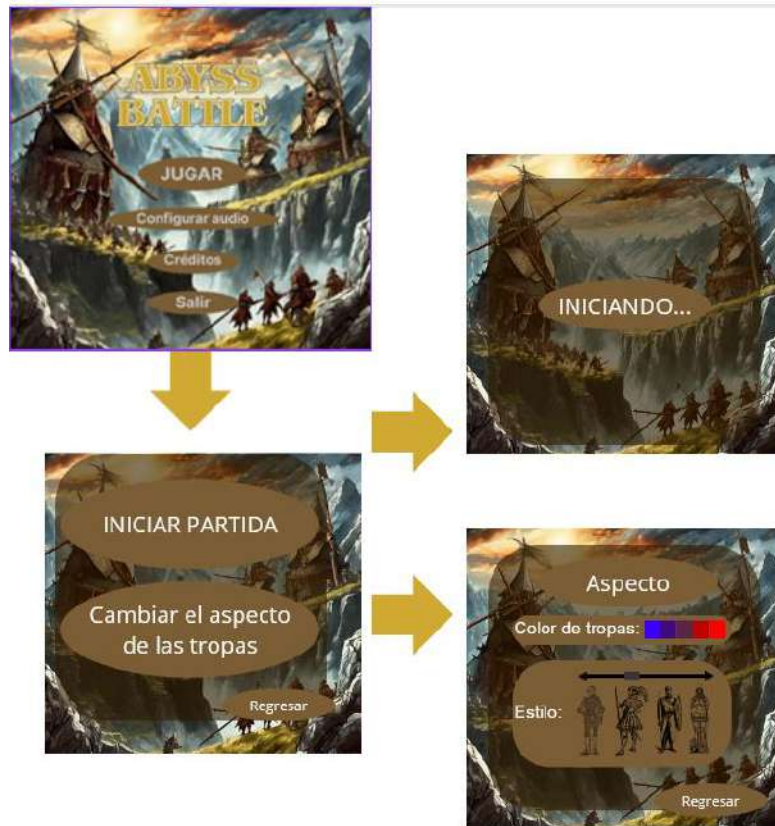 ABYSS
BATTLE
JUGAR
Configurar audio
Créditos
Salir
INICIANDO...
INICIAR PARTIDA
Cambiar el aspecto
de las tropas
Regresar
Aspecto
Color de tropas:
Estilo:
Regresar